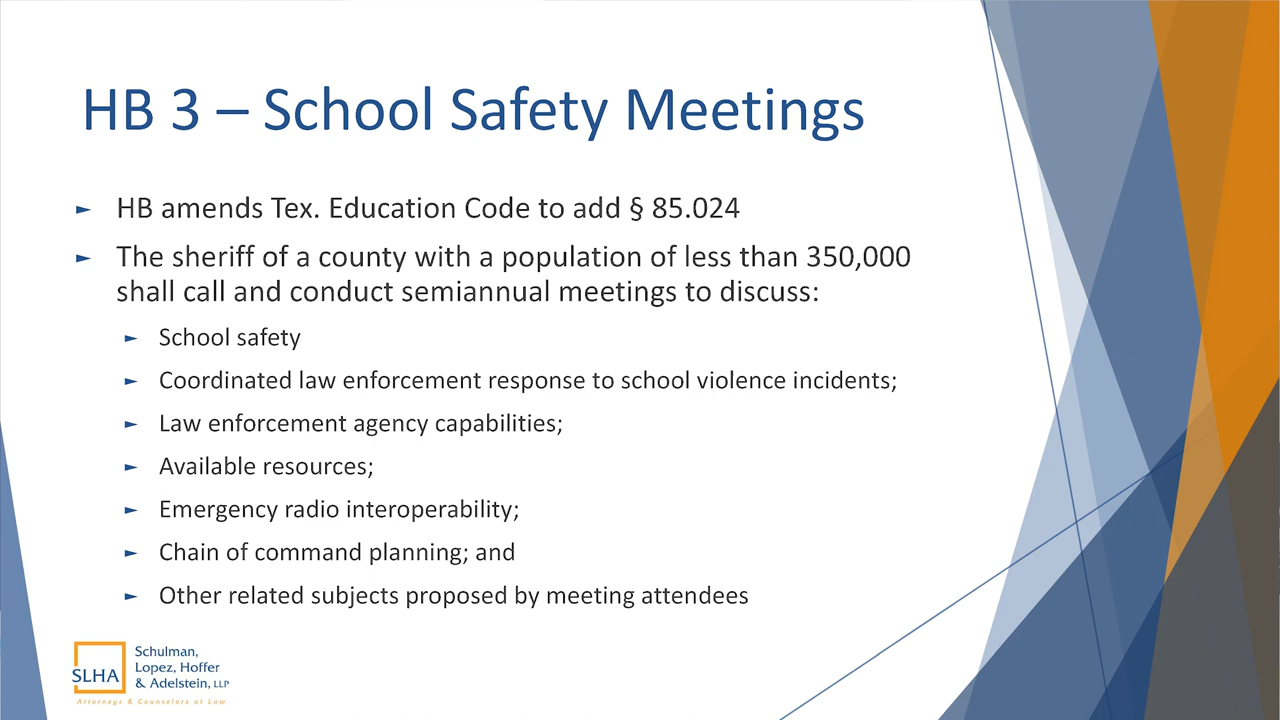 HB 3 – School Safety Meetings
► HB amends Tex. Education Code to add § 85.024
► The sheriff of a county with a population of less than 350,000
shall call and conduct semiannual meetings to discuss:
► School safety
► Coordinated law enforcement response to school violence incidents;
► Law enforcement agency capabilities;
► Available resources;
► Emergency radio interoperability;
► Chain of command planning; and
► Other related subjects proposed by meeting attendees
SLHA
Schulman,
Lopez, Hoffer
& Adelstein, LLP
Attorneys & Counselors at Law